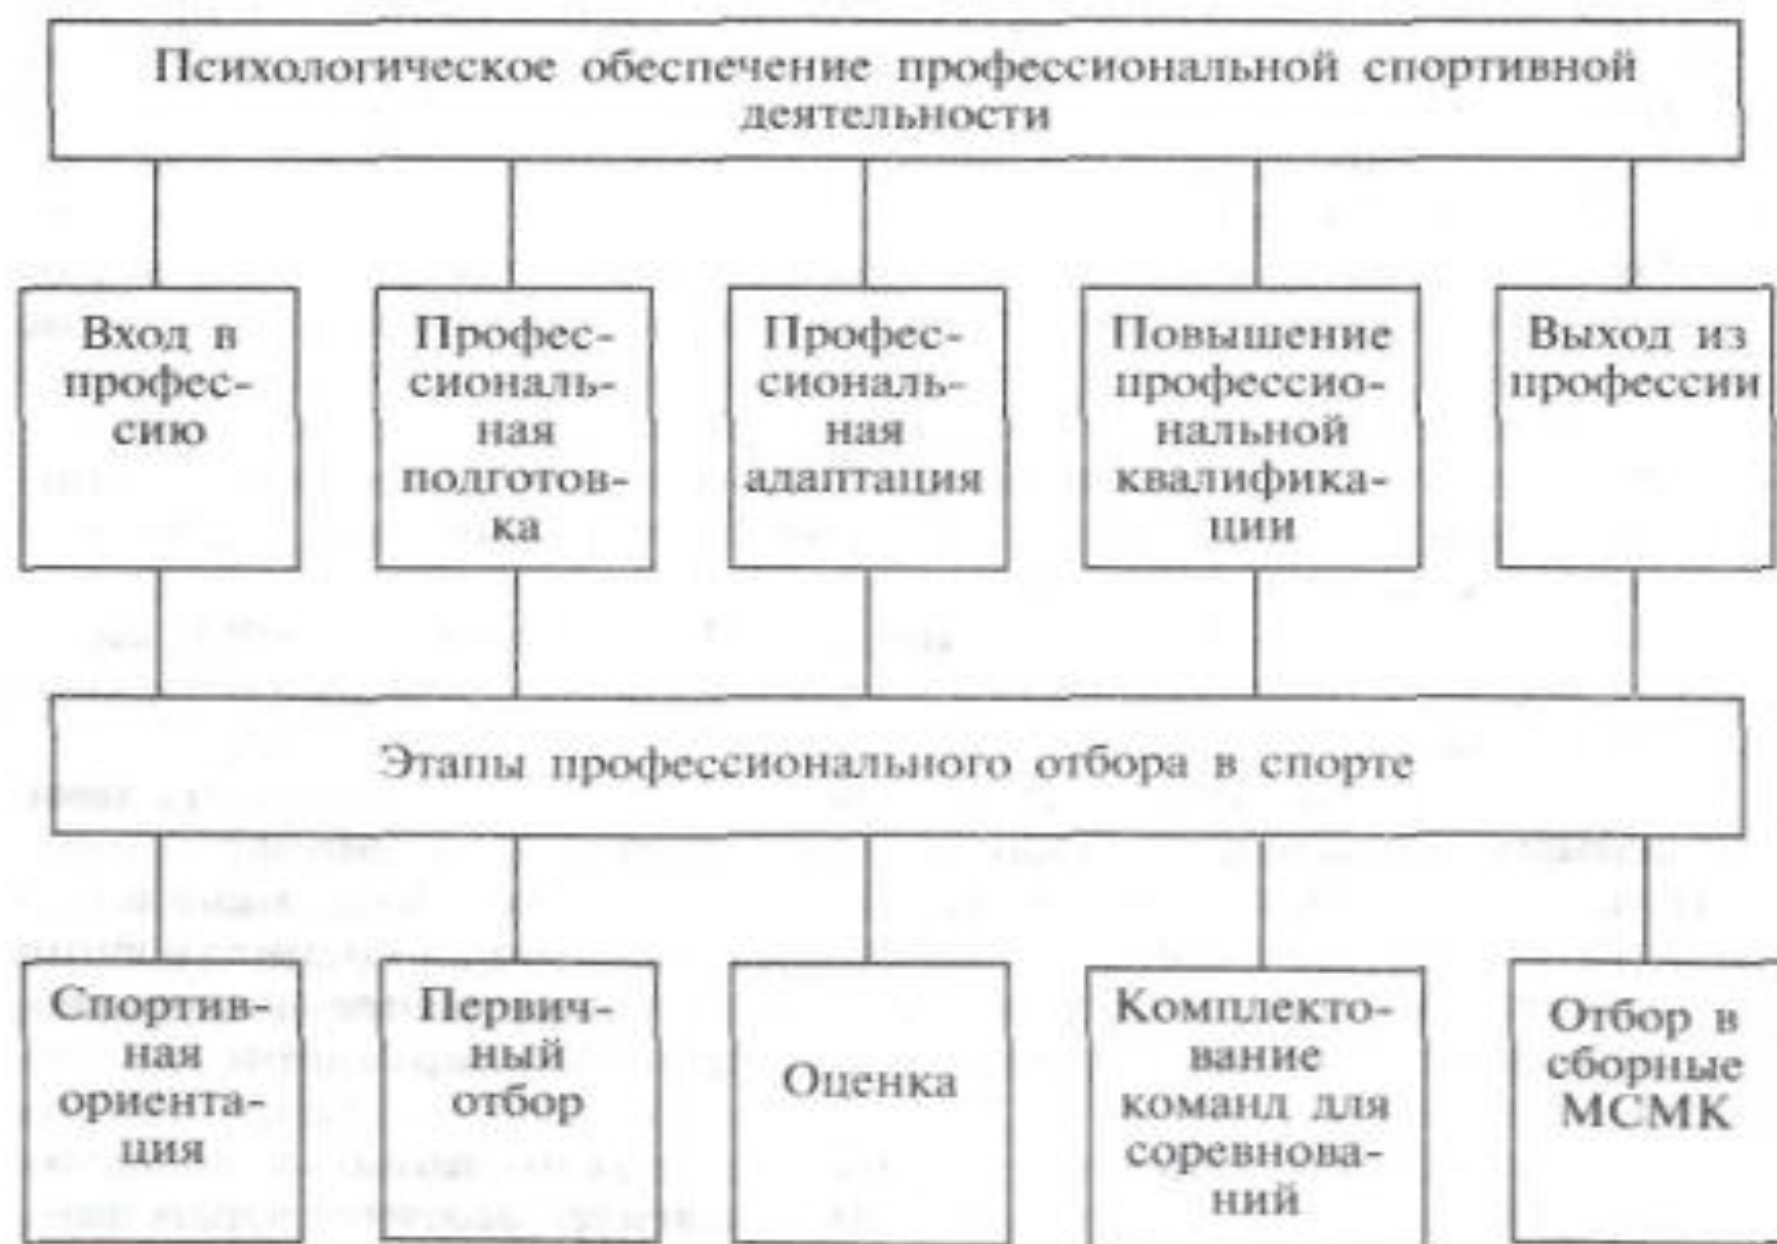 Психологическое обеспечение профессиональной спортивной
деятельности
Вход в
профес-
сию
Профес-
сиональ-
ная
подготов-
ка
Профес-
сиональ-
ная
адаптация
Повышение
профессио-
нальной
квалифика-
ции
Выход из
профессии
Этапы профессионального отбора в спорте
Спортив-
ная
ориента-
ция
Первич-
ный
отбор
Оценка
Комплекто-
вание
команд для
соревнова-
ний
Отбор в
сборные
МСМК